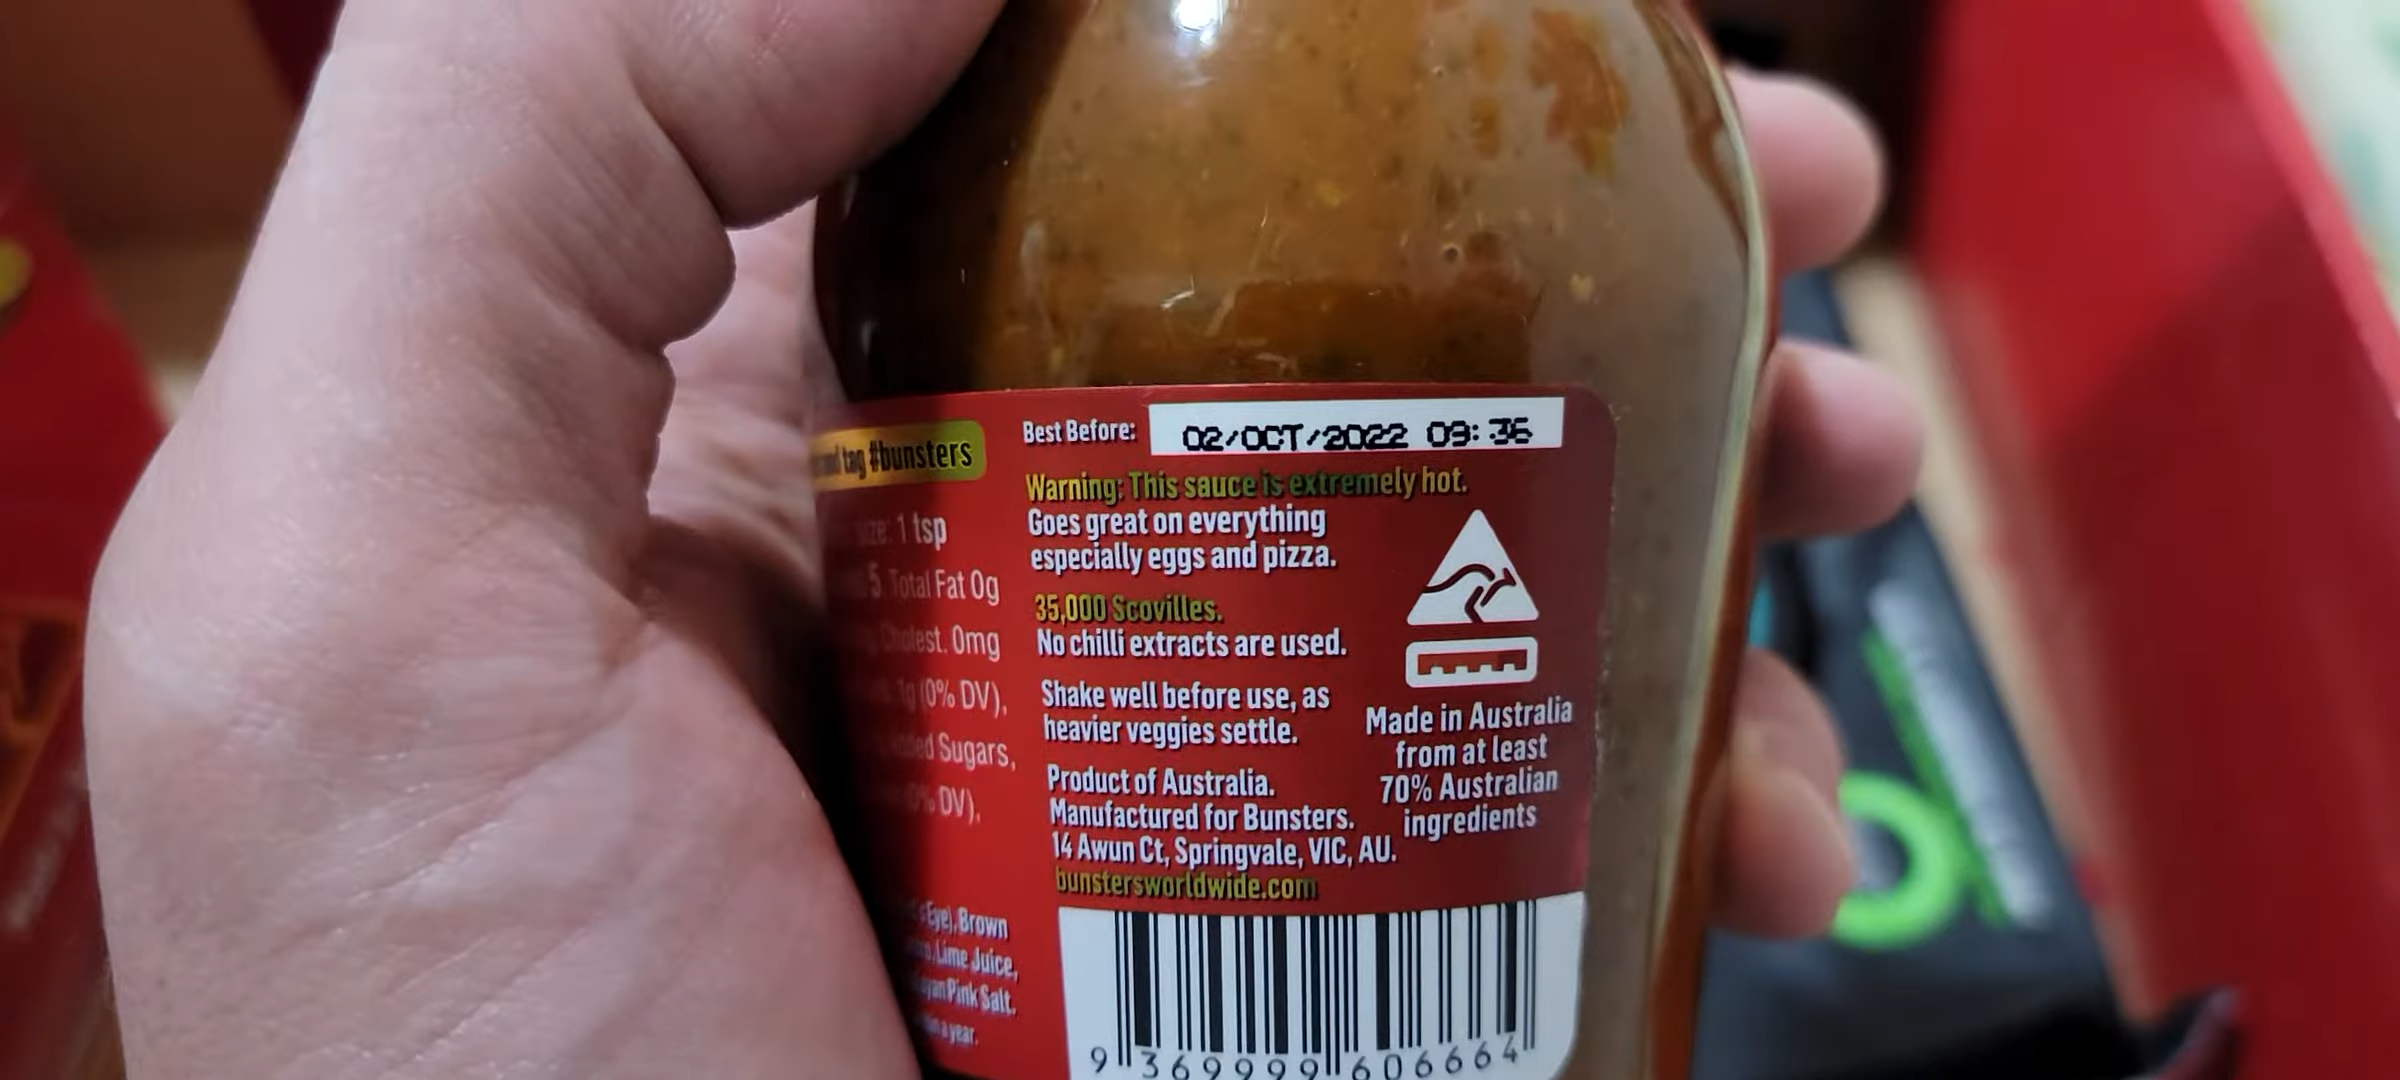 tag #bunsters
size: 1 tsp
5. Total Fat 0g
Cholest. 0mg
1g (0% DV),
Added Sugars,
DV),
Eye), Brown
Lime Juice,
Pink Salt.
a year.
Best Before: 02/OCT/2022 09:36
Warning: This sauce is extremely hot.
Goes great on everything
especially eggs and pizza.
35,000 Scovilles.
No chilli extracts are used.
Shake well before use, as
heavier veggies settle.
Product of Australia.
Manufactured for Bunsters.
14 Awun Ct, Springvale, VIC, AU.
bunstersworldwide.com
Made in Australia
from at least
70% Australian
ingredients
9 369999 606664